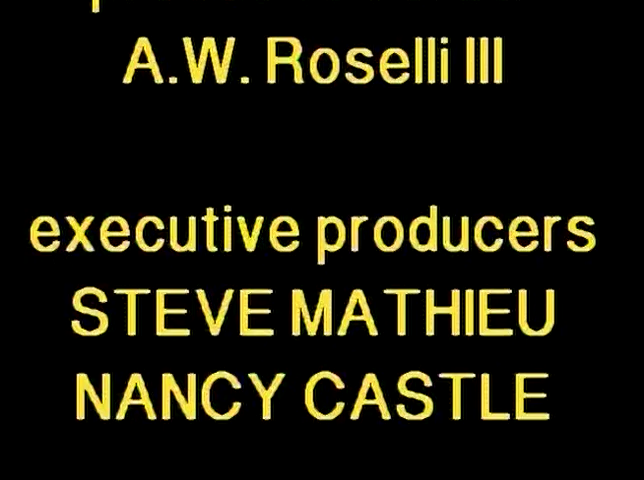 A.W. Roselli III
executive producers
STEVE MATHIEU
NANCY CASTLE